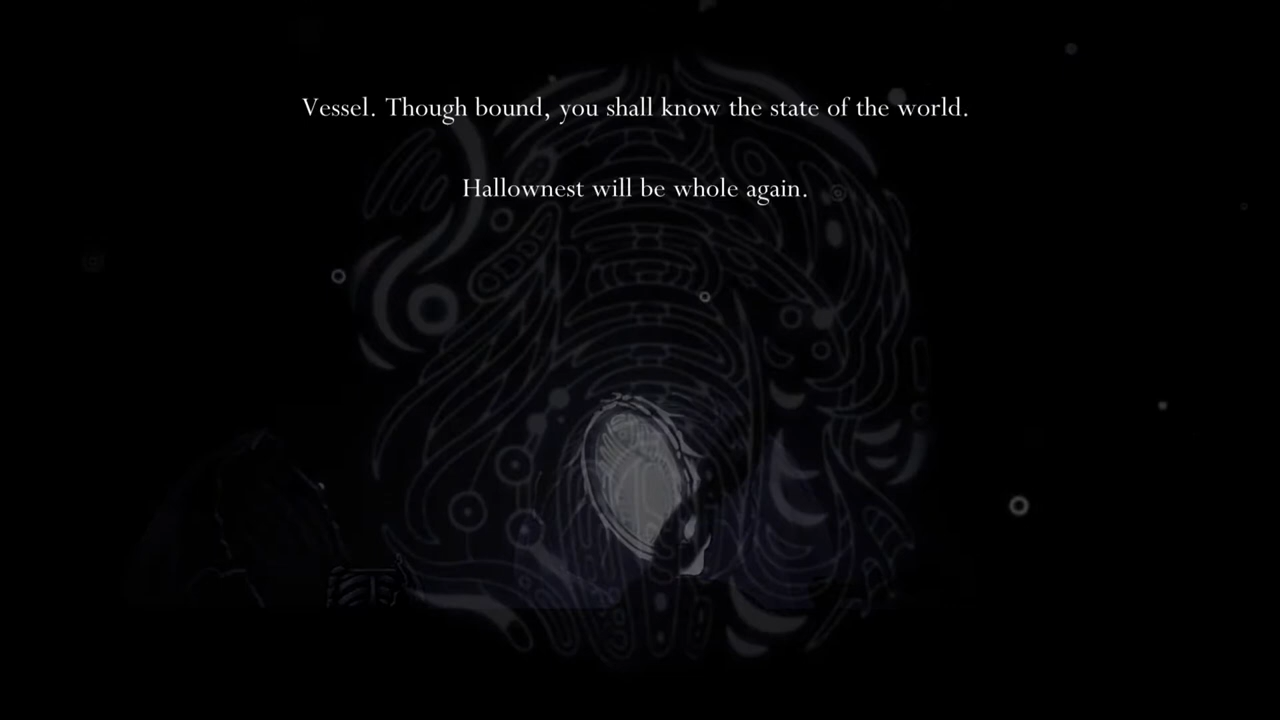 Vessel. Though bound, you shall know the state of the world.
Hallownest will be whole again.